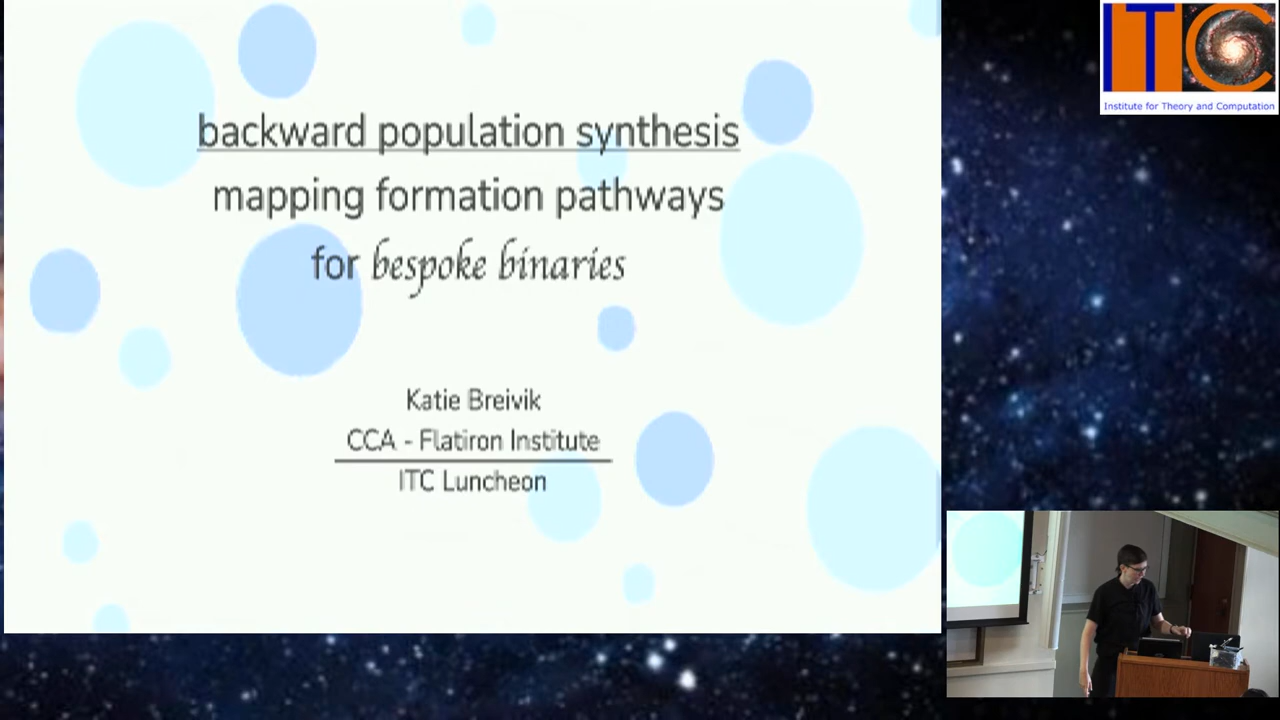 backward population synthesis
mapping formation pathways
for bespoke binaries
Katie Breivik
CCA - Flatiron Institute
ITC Luncheon
ITC
Institute for Theory and Computation